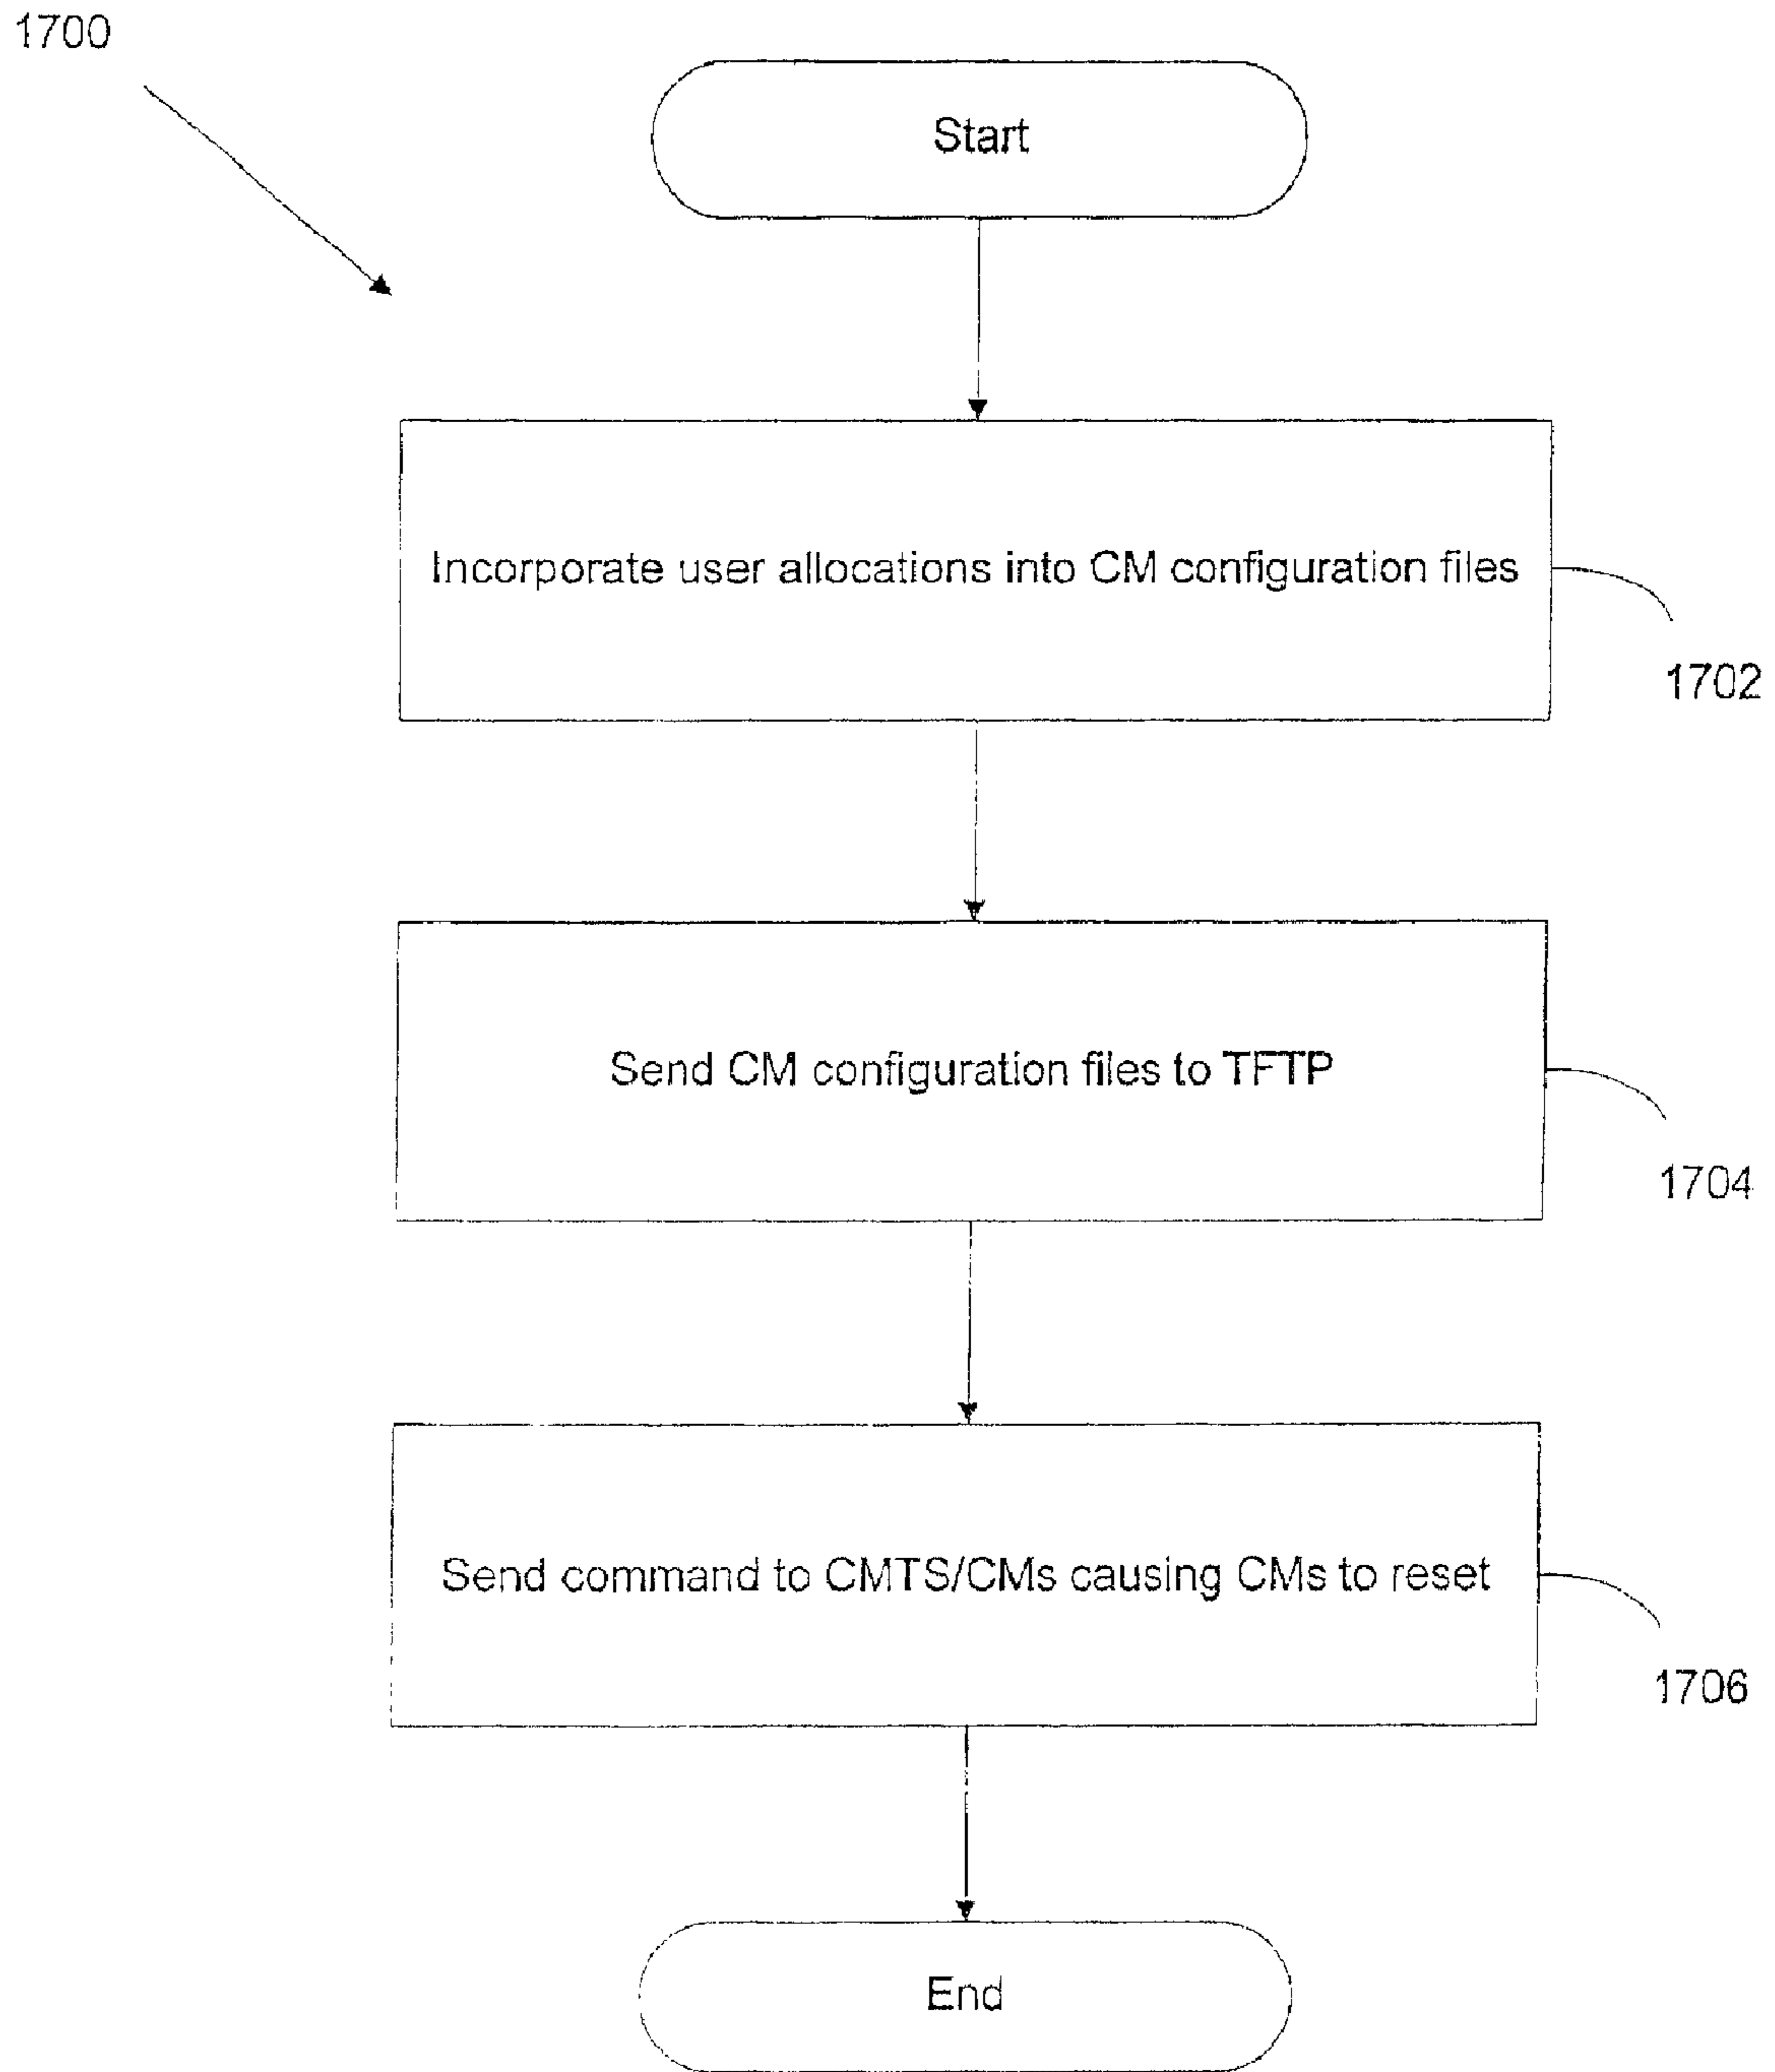 1700
Start
Incorporate user allocations into CM configuration files
1702
Send CM configuration files to TFTP
1704
Send command to CMTS/CMs causing CMs to reset
1706
End